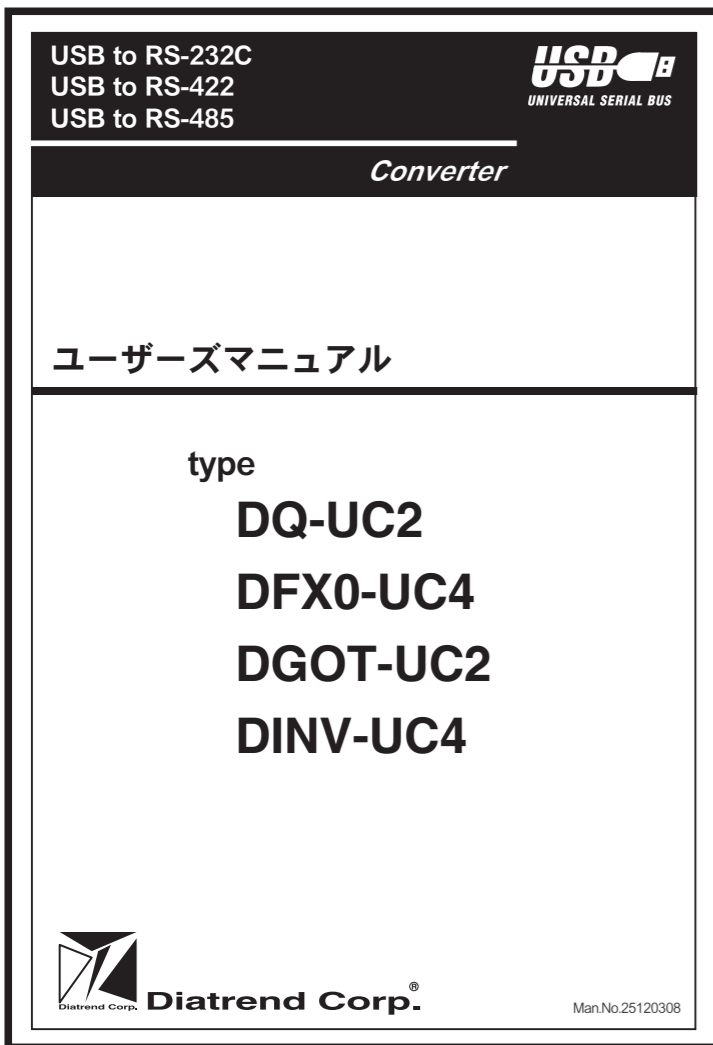 USB to RS-232C
USB to RS-422
USB to RS-485
USB
UNIVERSAL SERIAL BUS
Converter
ユーザーズマニュアル
type
DQ-UC2
DFX0-UC4
DGOT-UC2
DINV-UC4
Diatrend Corp.
Diatrend Corp.®
Man.No.25120308